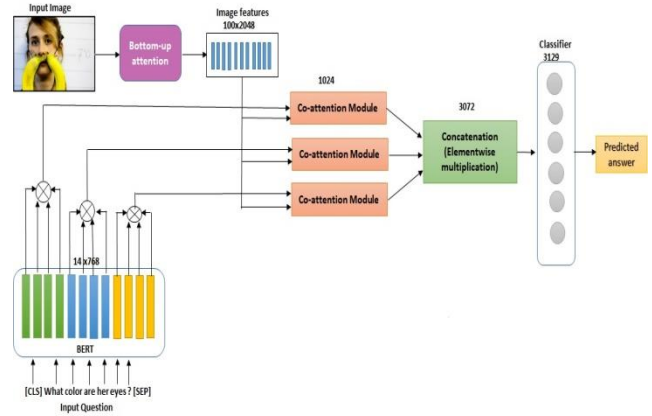 Input Image
Bottom-up
attention
Image features
100x2048
1024
Co-attention Module
Co-attention Module
Co-attention Module
3072
Concatenation
(Elementwise
multiplication)
Classifier
3129
Predicted
answer
14 x768
BERT
[CLS] What color are her eyes ? [SEP]
Input Question